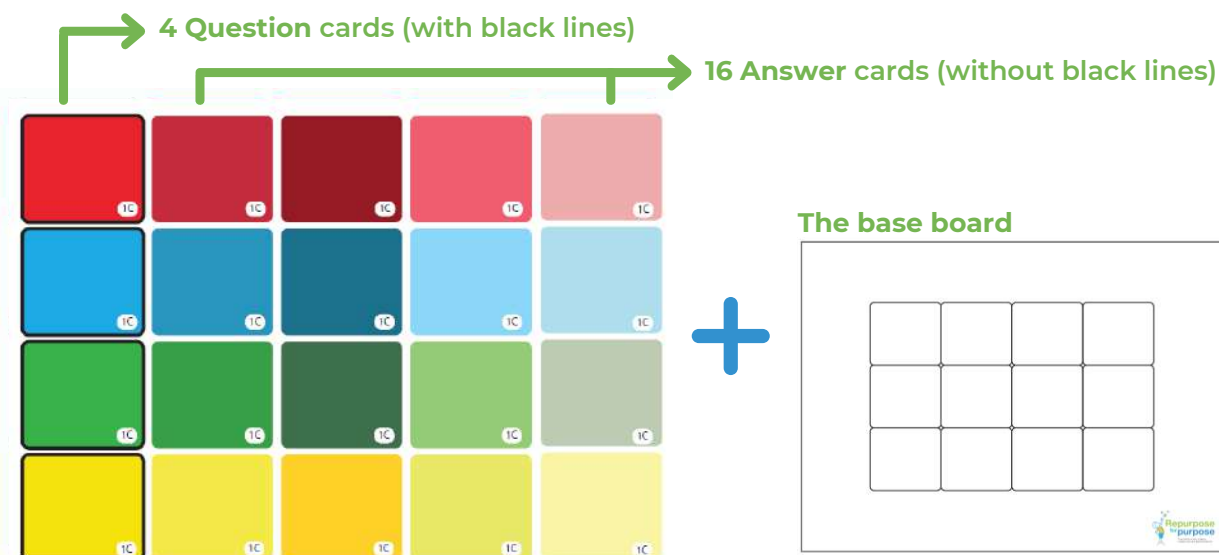 4 Question cards (with black lines)
16 Answer cards (without black lines)
1C 1C 1C 1C 1C
The base board
1C 1C 1C 1C 1C
1C 1C 1C 1C 1C
1C 1C 1C 1C 1C
Repurpose
for purpose